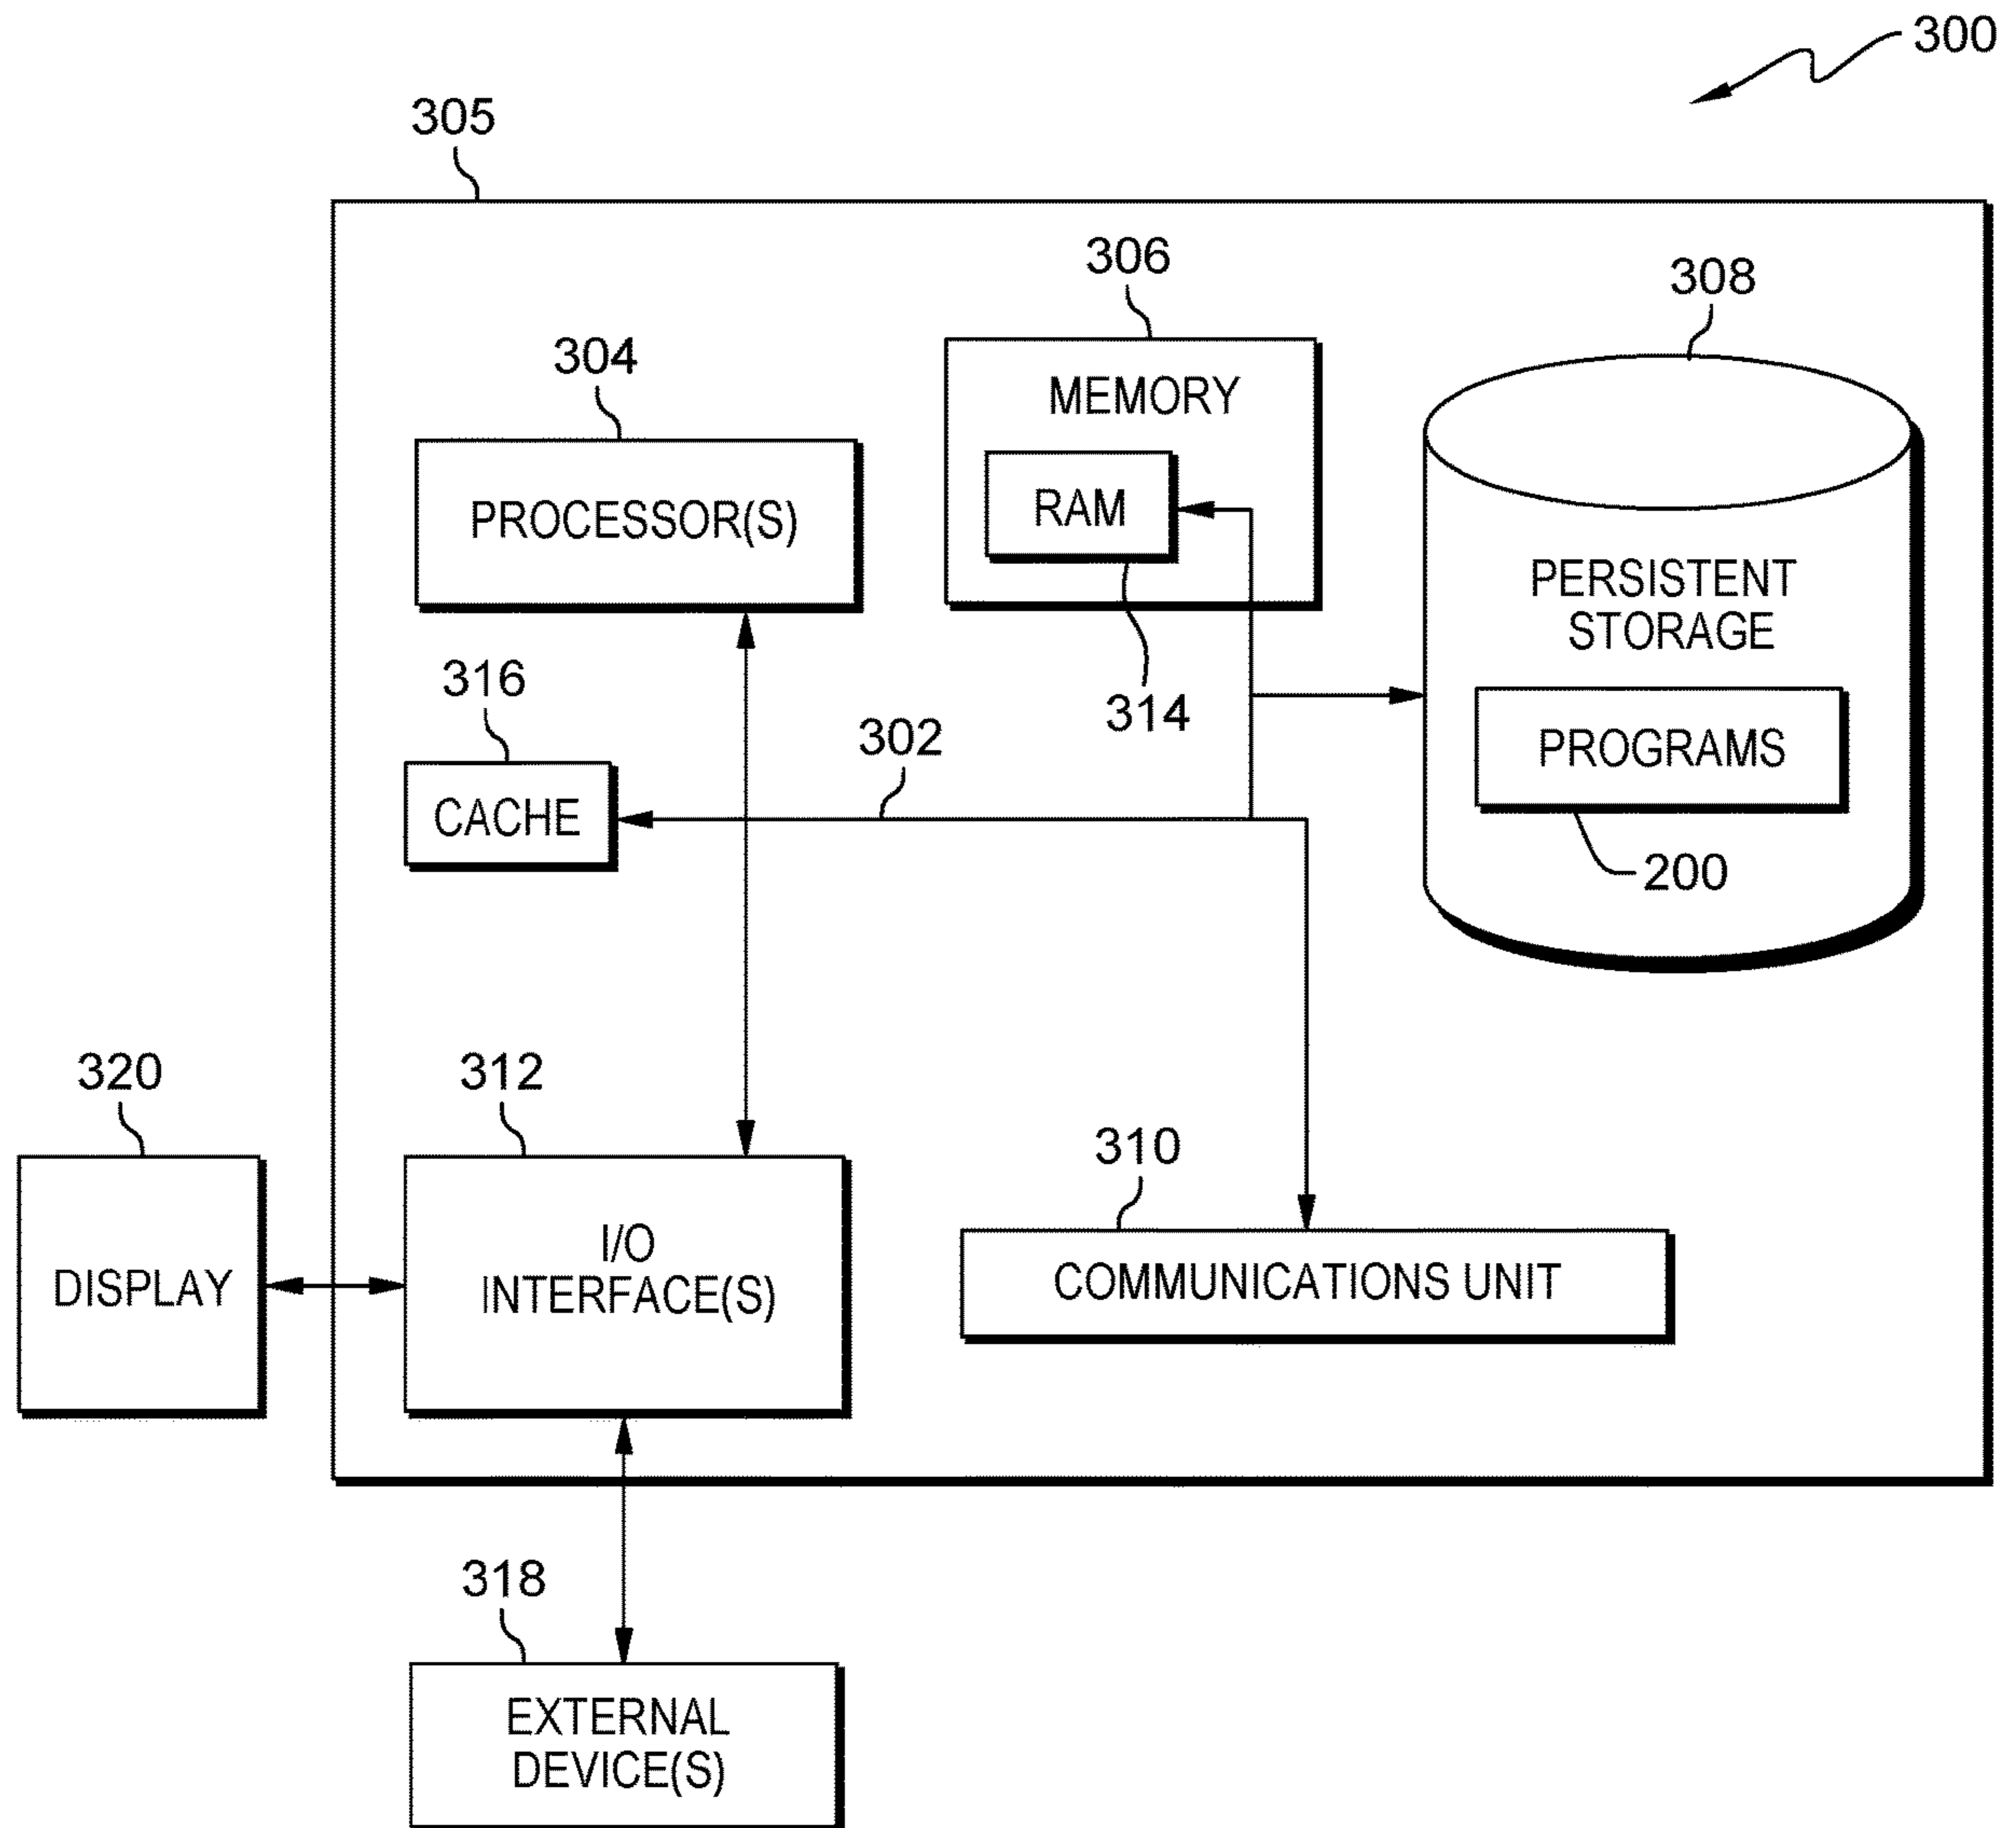 300
305
306
308
304
MEMORY
RAM
PROCESSOR(S)
PERSISTENT
STORAGE
316
314
302
PROGRAMS
CACHE
200
320
312
310
I/O
INTERFACE(S)
DISPLAY
COMMUNICATIONS UNIT
318
EXTERNAL
DEVICE(S)